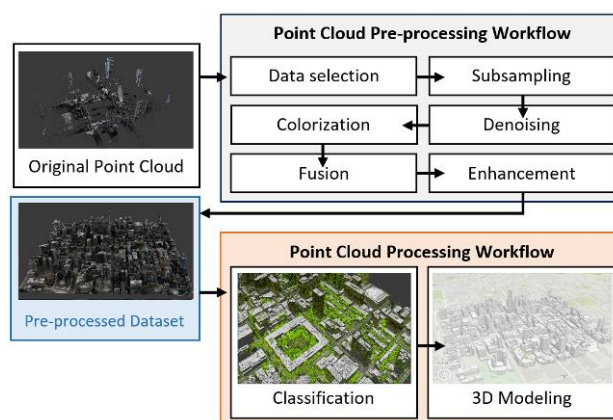 Point Cloud Pre-processing Workflow
Data selection
Subsampling
Original Point Cloud
Colorization
Denoising
Fusion
Enhancement
Pre-processed Dataset
Point Cloud Processing Workflow
Classification
3D Modeling